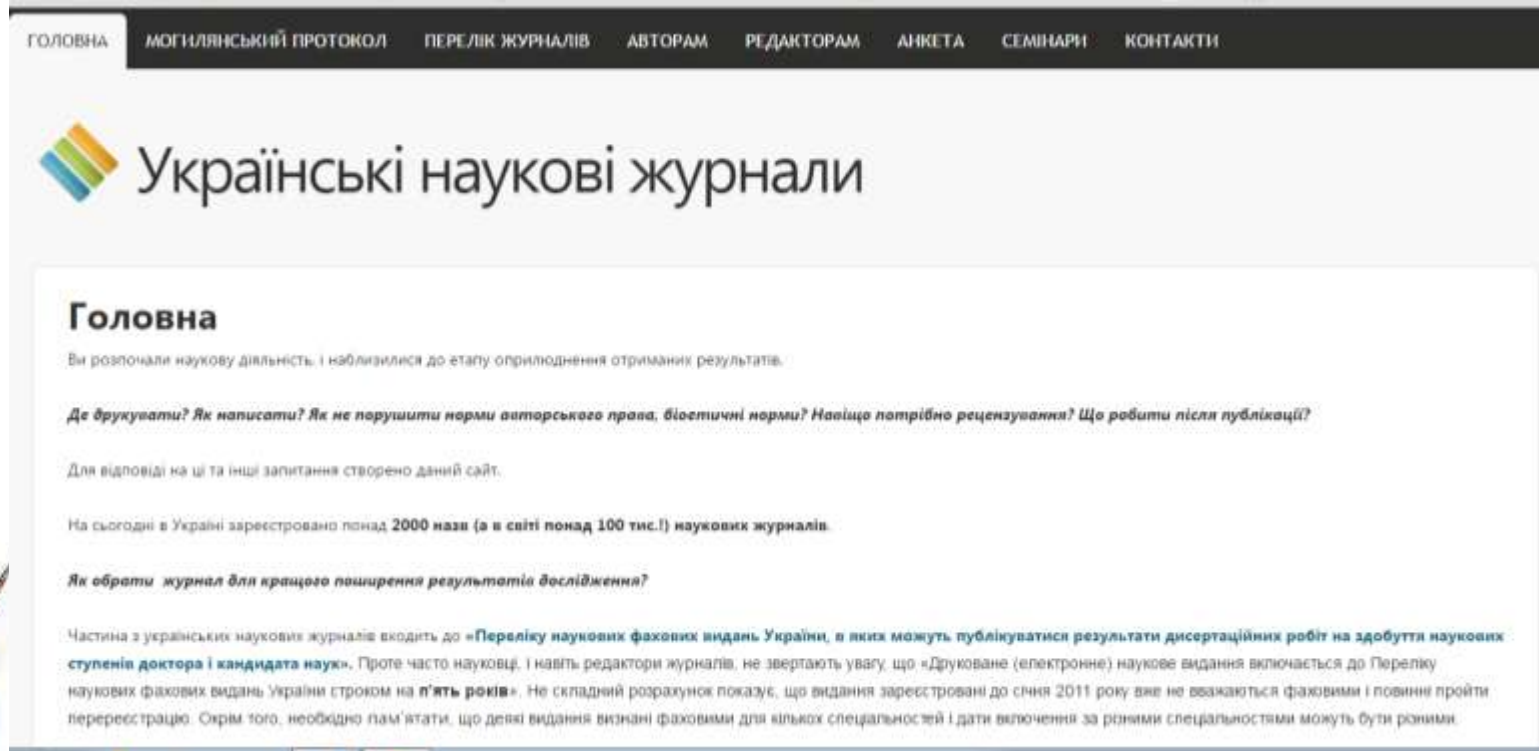 ГОЛОВНА МОГИЛЯНСЬКИЙ ПРОТОКОЛ ПЕРЕЛІК ЖУРНАЛІВ АВТОРАМ РЕДАКТОРАМ АНКЕТА СЕМІНАРИ КОНТАКТИ
Українські наукові журнали
Головна
Ви розпочали наукову діяльність, і наблизилися до етапу оприлюднення отриманих результатів.
Де друкувати? Як написати? Як не порушити норми авторського права, біоетичні норми? Навіщо потрібно рецензування? Що робити після публікації?
Для відповіді на ці та інші запитання створено даний сайт.
На сьогодні в Україні зареєстровано понад 2000 назв (а в світі понад 100 тис.!) наукових журналів.
Як обрати журнал для кращого поширення результатів дослідження?
Частина з українських наукових журналів входить до «Переліку наукових фахових видань України, в яких можуть публікуватися результати дисертаційних робіт на здобуття наукових
ступенів доктора і кандидата наук». Проте часто науковці, і навіть редактори журналів, не звертають увагу, що «Друковане (електронне) наукове видання включається до Переліку
наукових фахових видань України строком на п'ять років». Не складний розрахунок показує, що видання зареєстровані до січня 2011 року вже не вважаються фаховими і повинні пройти
перереєстрацію. Окрім того, необхідно пам'ятати, що деякі видання визнані фаховими для кількох спеціальностей і дати включення за різними спеціальностями можуть бути різними.